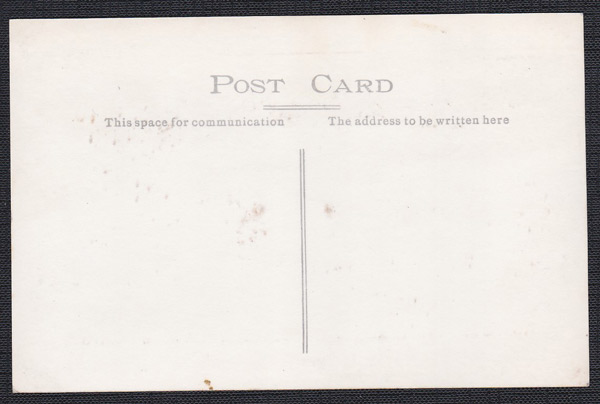 POST CARD
This space for communication
The address to be written here